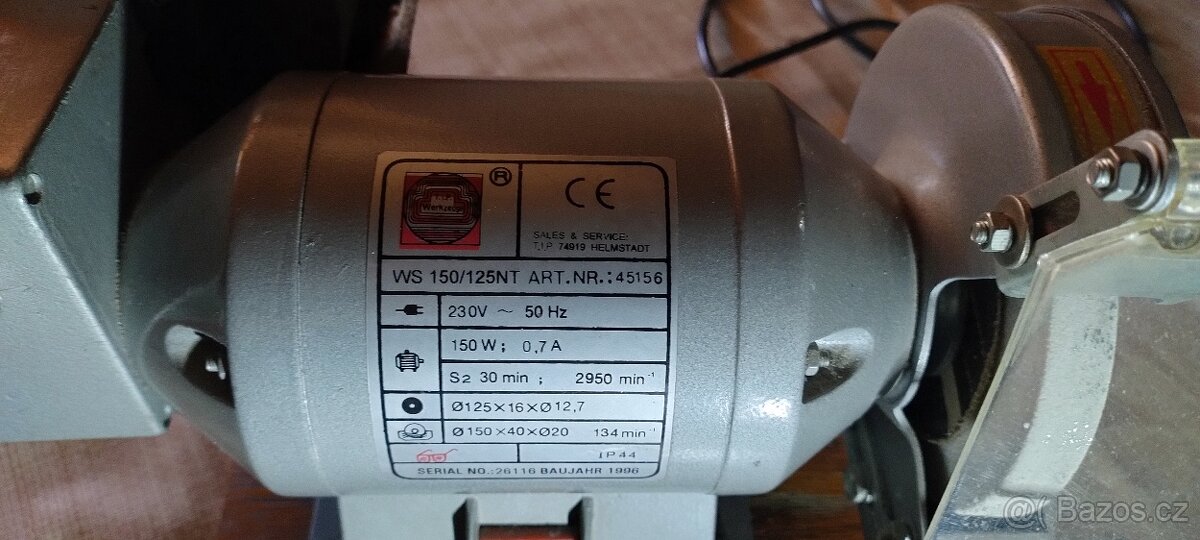 T.I.P.
Werkzeuge
®
CE
SALES & SERVICE:
T.I.P 74919 HELMSTADT
WS 150/125NT ART.NR.:45156
230V ~ 50 Hz
150 W; 0,7 A
S2 30 min ; 2950 min⁻¹
Ø125×16×Ø12,7
Ø150×40×Ø20 134 min⁻¹
IP44
SERIAL NO.:26116 BAUJAHR 1996
Bazos.cz